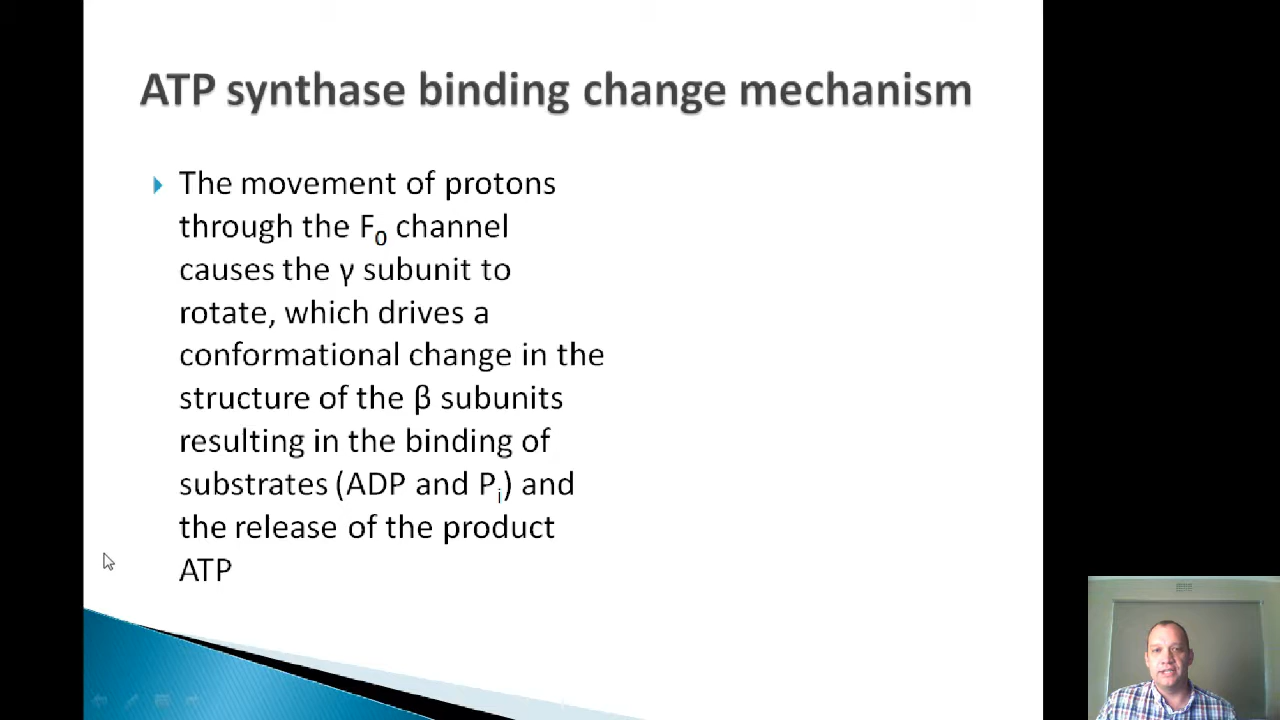 ATP synthase binding change mechanism
The movement of protons
through the F₀ channel
causes the γ subunit to
rotate, which drives a
conformational change in the
structure of the β subunits
resulting in the binding of
substrates (ADP and Pᵢ) and
the release of the product
ATP